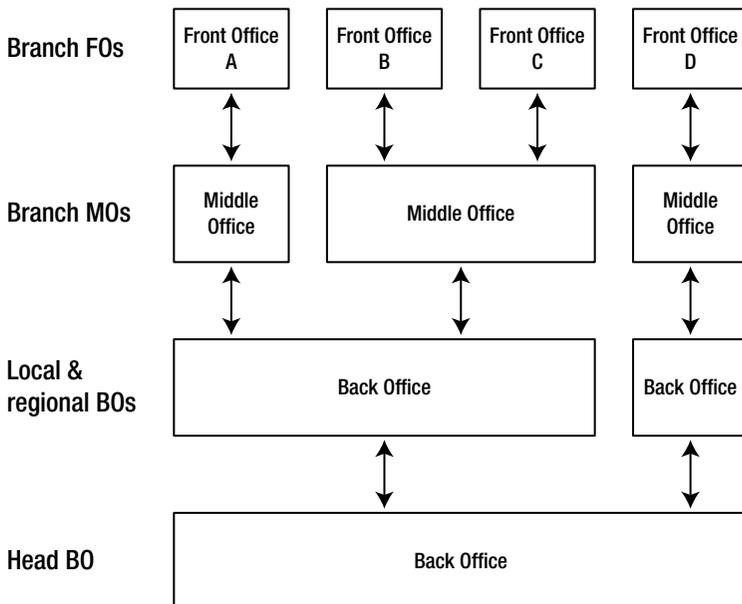 Branch FOs
Front Office
A
Front Office
B
Front Office
C
Front Office
D
Branch MOs
Middle
Office
Middle Office
Middle
Office
Local &
regional BOs
Back Office
Back Office
Head BO
Back Office